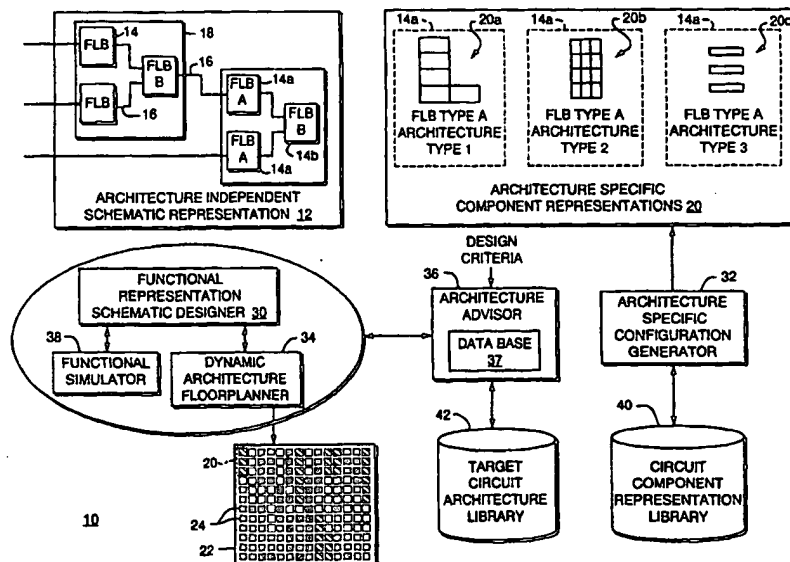 14
18
FLB
FLB
B
16
FLB
16
14a
FLB
A
FLB
B
FLB
A
14b
14a
ARCHITECTURE INDEPENDENT
SCHEMATIC REPRESENTATION 12
14a
20a
14a
20b
14a
20c
FLB TYPE A
ARCHITECTURE
TYPE 1
FLB TYPE A
ARCHITECTURE
TYPE 2
FLB TYPE A
ARCHITECTURE
TYPE 3
ARCHITECTURE SPECIFIC
COMPONENT REPRESENTATIONS 20
FUNCTIONAL
REPRESENTATION
SCHEMATIC DESIGNER 30
38
FUNCTIONAL
SIMULATOR
34
DYNAMIC
ARCHITECTURE
FLOORPLANNER
DESIGN
CRITERIA
36
ARCHITECTURE
ADVISOR
DATA BASE
37
32
ARCHITECTURE
SPECIFIC
CONFIGURATION
GENERATOR
42
TARGET
CIRCUIT
ARCHITECTURE
LIBRARY
40
CIRCUIT
COMPONENT
REPRESENTATION
LIBRARY
20
24
22
10